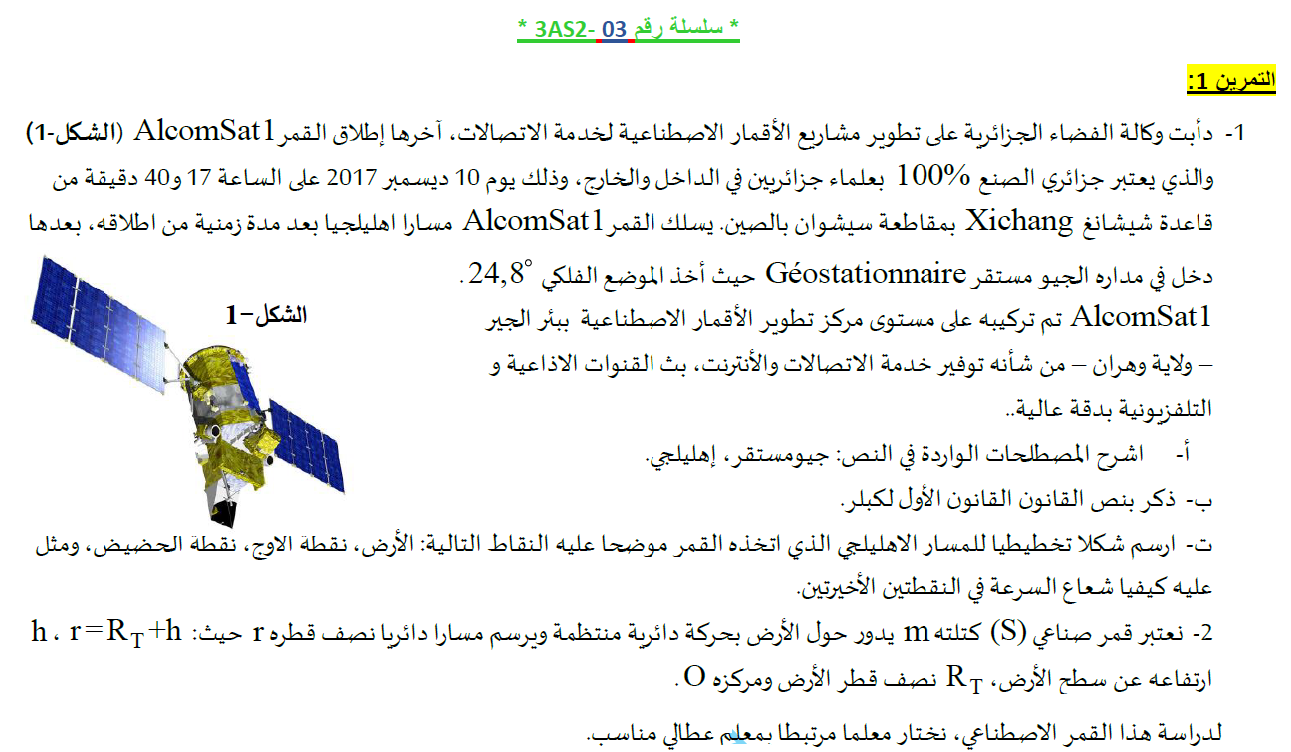 * سلسلة رقم 03 -3AS2 *
التمرين 1:
1- دأبت وكالة الفضاء الجزائرية على تطوير مشاريع الأقمار الاصطناعية لخدمة الاتصالات، آخرها إطلاق القمر AlcomSat1 (الشكل-1)
والذي يعتبر جزائري الصنع 100% بعلماء جزائريين في الداخل والخارج، وذلك يوم 10 ديسمبر 2017 على الساعة 17 و40 دقيقة من
قاعدة شيشانغ Xichang بمقاطعة سيشوان بالصين. يسلك القمر AlcomSat1 مسارا اهليلجيا بعد مدة زمنية من اطلاقه، بعدها
دخل في مداره الجيو مستقر Géostationnaire حيث أخذ الموضع الفلكي 24,8° .
الشكل-1
AlcomSat1 تم تركيبه على مستوى مركز تطوير الأقمار الاصطناعية ببئر الجير
– ولاية وهران – من شأنه توفير خدمة الاتصالات والأنترنت، بث القنوات الاذاعية و
التلفزيونية بدقة عالية..
أ- اشرح المصطلحات الواردة في النص: جيومستقر، إهليلجي.
ب- ذكر بنص القانون القانون الأول لكبلر.
ت- ارسم شكلا تخطيطيا للمسار الاهليلجي الذي اتخذه القمر موضحا عليه النقاط التالية: الأرض، نقطة الاوج، نقطة الحضيض، ومثل
عليه كيفيا شعاع السرعة في النقطتين الأخيرتين.
2- نعتبر قمر صناعي (S) كتلته m يدور حول الأرض بحركة دائرية منتظمة ويرسم مسارا دائريا نصف قطره r حيث: r=R_T+h ، h
ارتفاعه عن سطح الأرض، R_T نصف قطر الأرض ومركزه O .
لدراسة هذا القمر الاصطناعي، نختار معلما مرتبطا بمعلم عطالي مناسب.